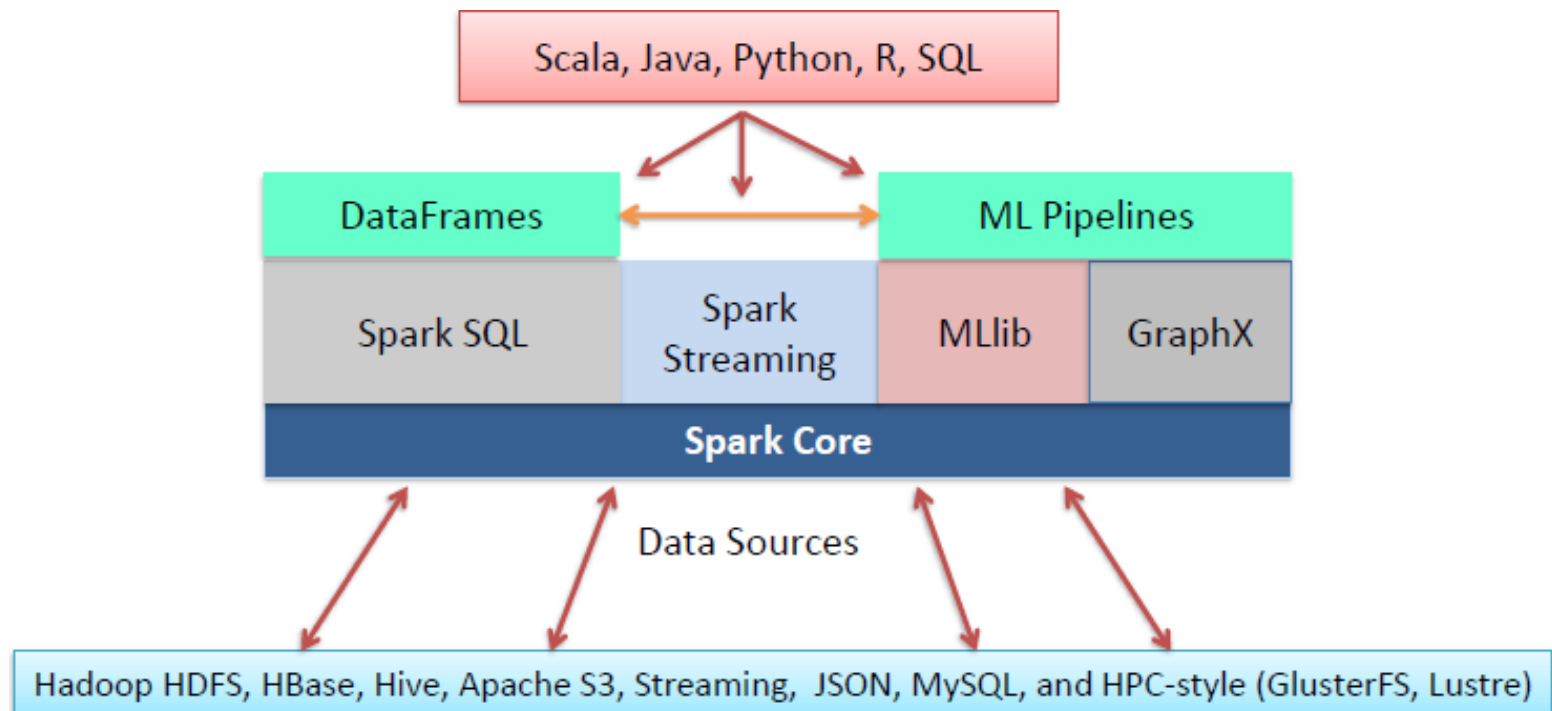 Scala, Java, Python, R, SQL
DataFrames
ML Pipelines
Spark SQL
Spark
Streaming
MLlib
GraphX
Spark Core
Data Sources
Hadoop HDFS, HBase, Hive, Apache S3, Streaming, JSON, MySQL, and HPC-style (GlusterFS, Lustre)